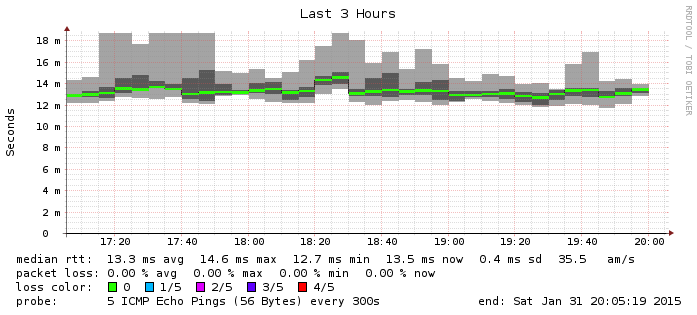 Last 3 Hours
RRDTOOL / TOBI OETIKER
Seconds
18 m
16 m
14 m
12 m
10 m
8 m
6 m
4 m
2 m
0
17:20 17:40 18:00 18:20 18:40 19:00 19:20 19:40 20:00
median rtt: 13.3 ms avg 14.6 ms max 12.7 ms min 13.5 ms now 0.4 ms sd 35.5 am/s
packet loss: 0.00 % avg 0.00 % max 0.00 % min 0.00 % now
loss color: 0 1/5 2/5 3/5 4/5
probe: 5 ICMP Echo Pings (56 Bytes) every 300s end: Sat Jan 31 20:05:19 2015